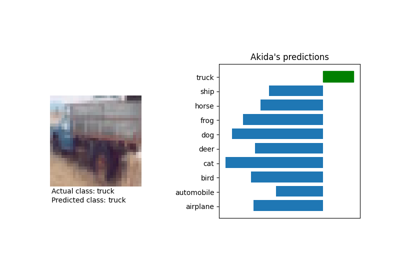 Akida's predictions
truck
ship
horse
frog
dog
deer
cat
bird
automobile
airplane
Actual class: truck
Predicted class: truck